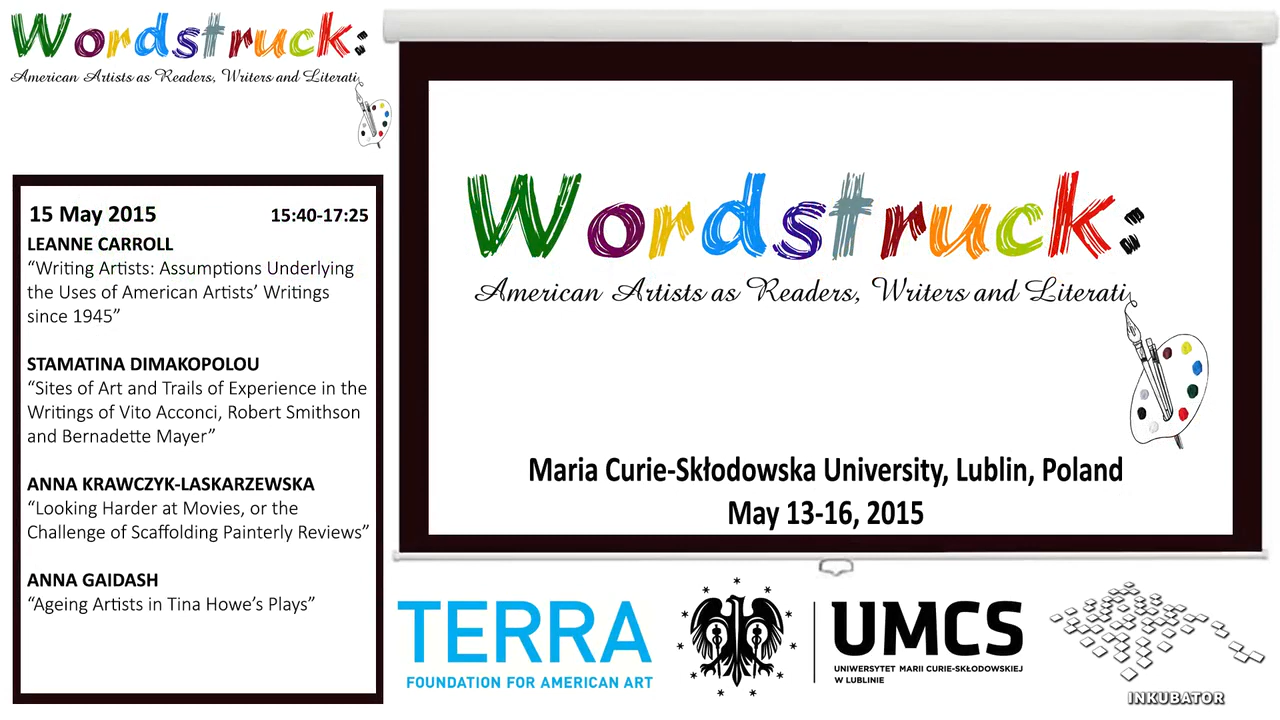 Wordstruck:
American Artists as Readers, Writers and Literati
15 May 2015 15:40-17:25
LEANNE CARROLL
“Writing Artists: Assumptions Underlying
the Uses of American Artists’ Writings
since 1945”
STAMATINA DIMAKOPOLOU
“Sites of Art and Trails of Experience in the
Writings of Vito Acconci, Robert Smithson
and Bernadette Mayer”
ANNA KRAWCZYK-LASKARZEWSKA
“Looking Harder at Movies, or the
Challenge of Scaffolding Painterly Reviews”
ANNA GAIDASH
“Ageing Artists in Tina Howe’s Plays”
Wordstruck:
American Artists as Readers, Writers and Literati
Maria Curie-Skłodowska University, Lublin, Poland
May 13-16, 2015
TERRA
FOUNDATION FOR AMERICAN ART
UMCS
UNIWERSYTET MARII CURIE-SKŁODOWSKIEJ
W LUBLINIE
INKUBATOR